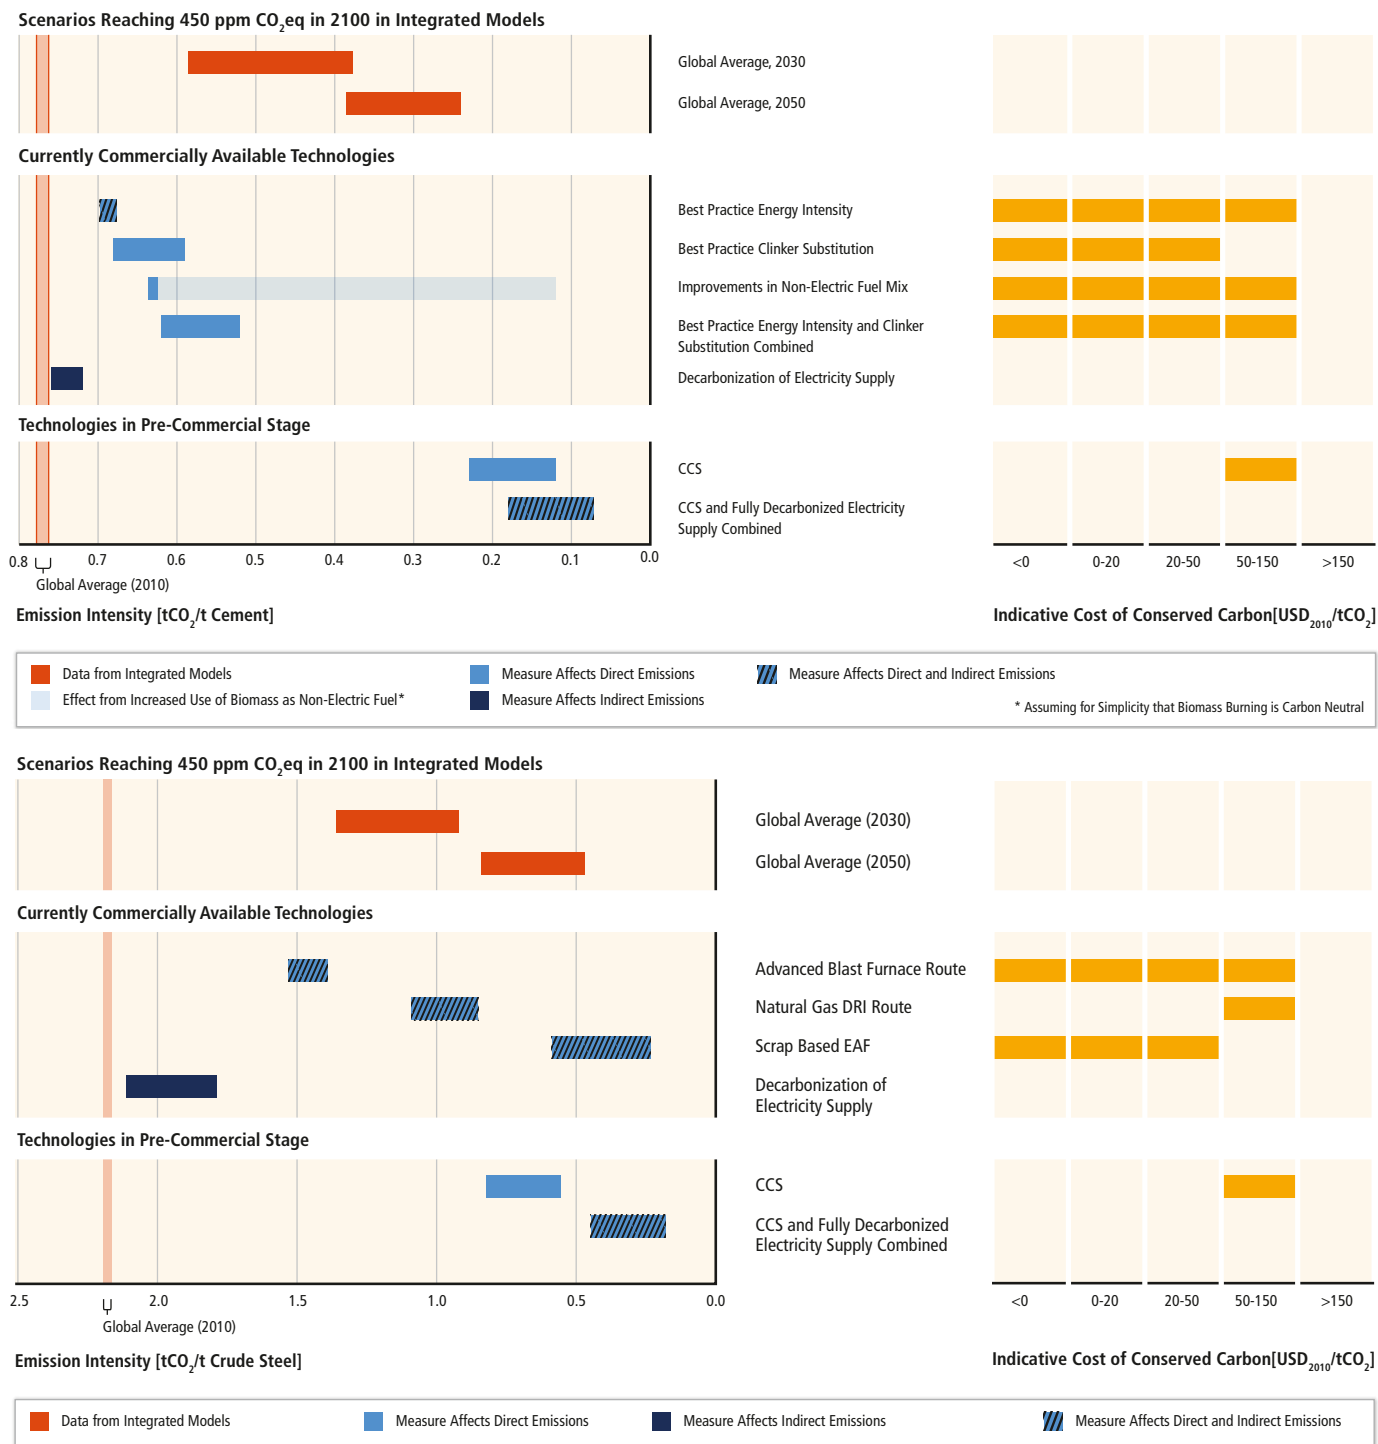 Scenarios Reaching 450 ppm CO2eq in 2100 in Integrated Models
Global Average, 2030
Global Average, 2050
Currently Commercially Available Technologies
Best Practice Energy Intensity
Best Practice Clinker Substitution
Improvements in Non-Electric Fuel Mix
Best Practice Energy Intensity and Clinker
Substitution Combined
Decarbonization of Electricity Supply
Technologies in Pre-Commercial Stage
CCS
CCS and Fully Decarbonized Electricity
Supply Combined
0.8 0.7 0.6 0.5 0.4 0.3 0.2 0.1 0.0
<0 0-20 20-50 50-150 >150
Global Average (2010)
Emission Intensity [tCO2/t Cement]
Indicative Cost of Conserved Carbon[USD2010/tCO2]
Data from Integrated Models
Measure Affects Direct Emissions
Measure Affects Direct and Indirect Emissions
Effect from Increased Use of Biomass as Non-Electric Fuel*
Measure Affects Indirect Emissions
* Assuming for Simplicity that Biomass Burning is Carbon Neutral
Scenarios Reaching 450 ppm CO2eq in 2100 in Integrated Models
Global Average (2030)
Global Average (2050)
Currently Commercially Available Technologies
Advanced Blast Furnace Route
Natural Gas DRI Route
Scrap Based EAF
Decarbonization of
Electricity Supply
Technologies in Pre-Commercial Stage
CCS
CCS and Fully Decarbonized
Electricity Supply Combined
2.5 2.0 1.5 1.0 0.5 0.0
<0 0-20 20-50 50-150 >150
Global Average (2010)
Emission Intensity [tCO2/t Crude Steel]
Indicative Cost of Conserved Carbon[USD2010/tCO2]
Data from Integrated Models
Measure Affects Direct Emissions
Measure Affects Indirect Emissions
Measure Affects Direct and Indirect Emissions